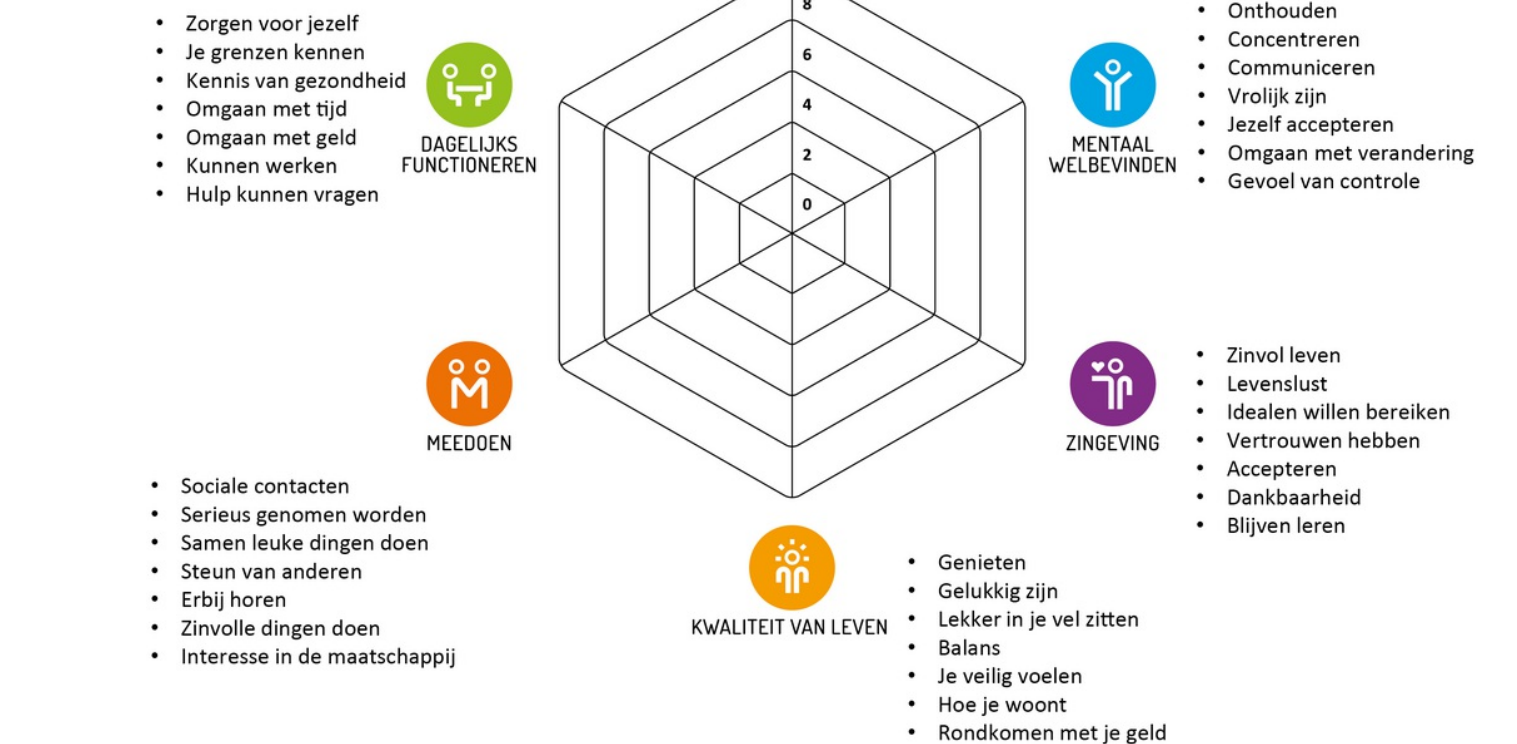 • Zorgen voor jezelf
• Je grenzen kennen
• Kennis van gezondheid
• Omgaan met tijd
• Omgaan met geld
• Kunnen werken
• Hulp kunnen vragen
DAGELIJKS
FUNCTIONEREN
8
6
4
2
0
MENTAAL
WELBEVINDEN
• Onthouden
• Concentreren
• Communiceren
• Vrolijk zijn
• Jezelf accepteren
• Omgaan met verandering
• Gevoel van controle
MEEDOEN
• Sociale contacten
• Serieus genomen worden
• Samen leuke dingen doen
• Steun van anderen
• Erbij horen
• Zinvolle dingen doen
• Interesse in de maatschappij
ZINGEVING
• Zinvol leven
• Levenslust
• Idealen willen bereiken
• Vertrouwen hebben
• Accepteren
• Dankbaarheid
• Blijven leren
KWALITEIT VAN LEVEN
• Genieten
• Gelukkig zijn
• Lekker in je vel zitten
• Balans
• Je veilig voelen
• Hoe je woont
• Rondkomen met je geld